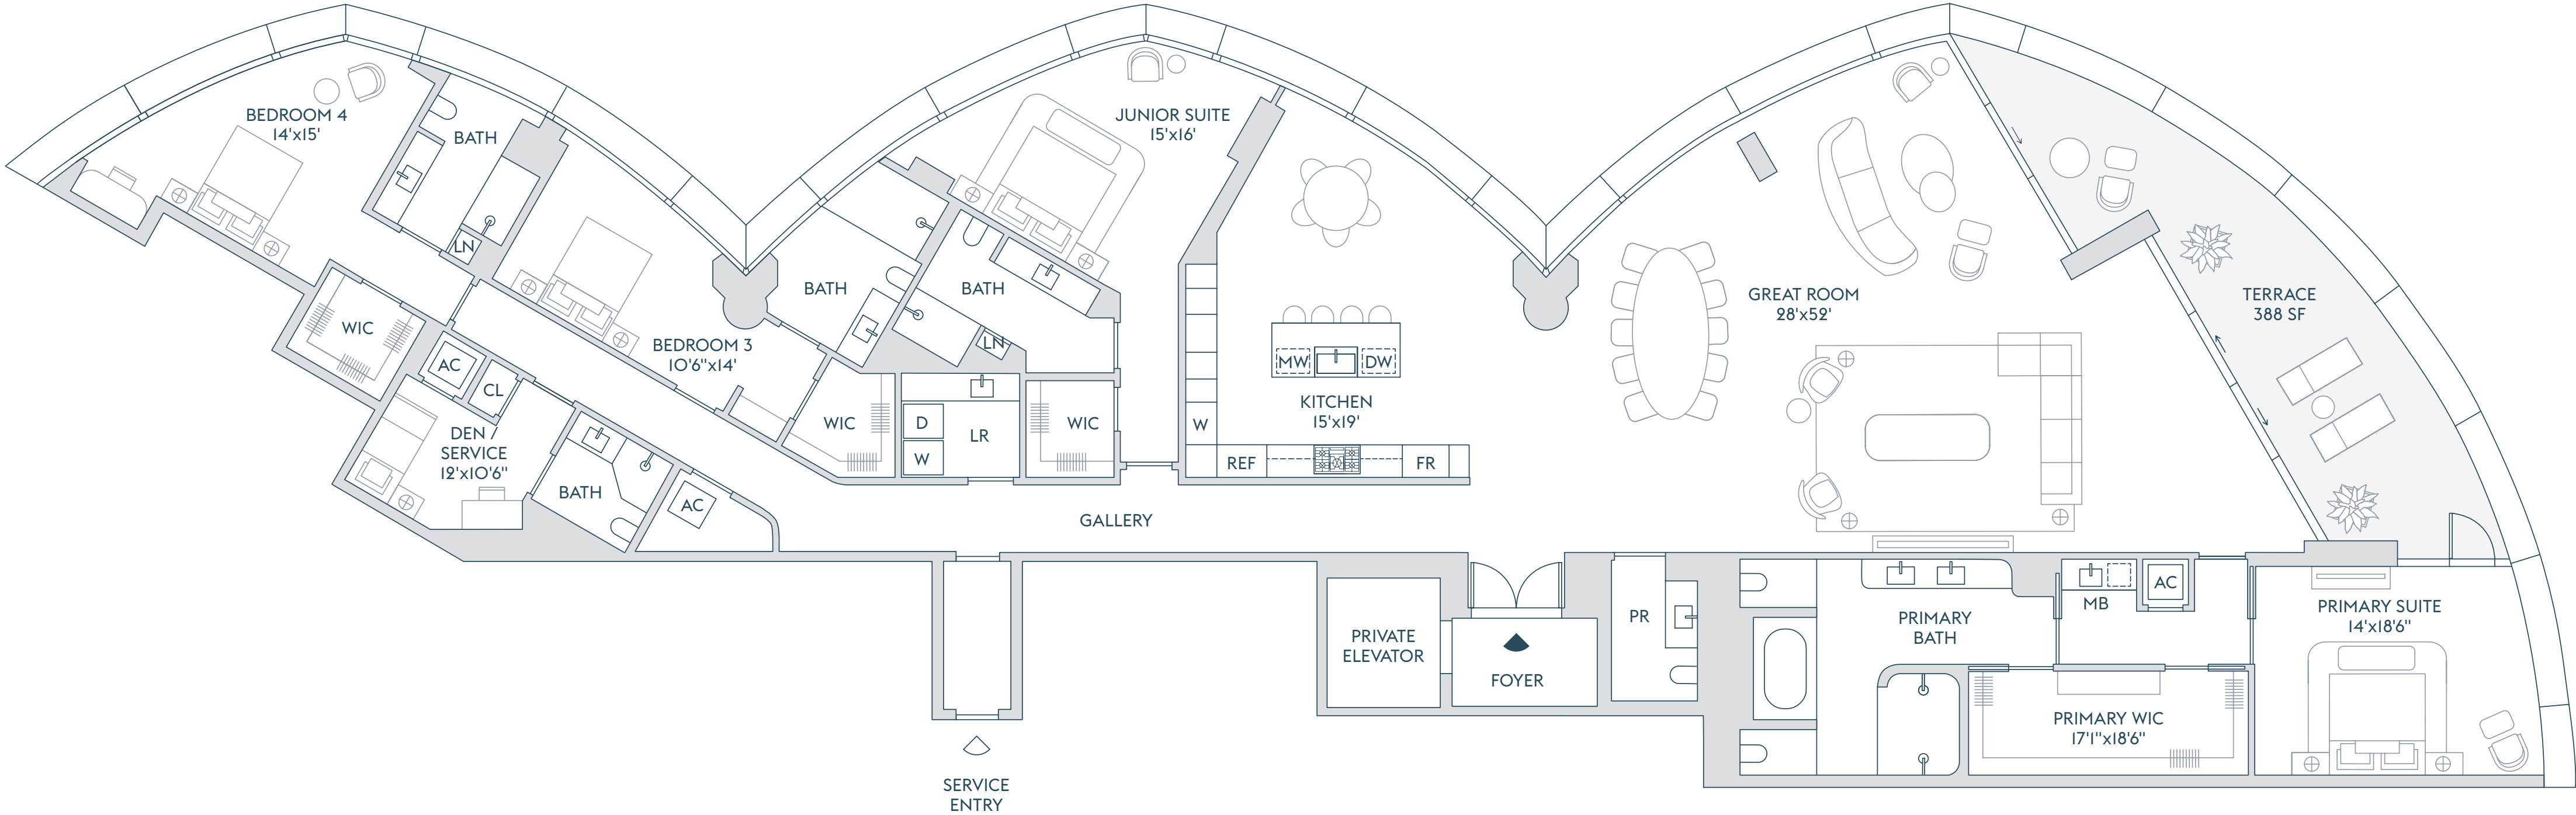 BEDROOM 4
14'x15'
BATH
LN
WIC
AC
CL
DEN /
SERVICE
12'x10'6"
BATH
AC
BEDROOM 3
10'6"x14'
BATH
WIC
JUNIOR SUITE
15'x16'
BATH
LN
D
W
LR
WIC
W
REF
FR
MW
DW
KITCHEN
15'x19'
GALLERY
GREAT ROOM
28'x52'
TERRACE
388 SF
SERVICE
ENTRY
PRIVATE
ELEVATOR
FOYER
PR
PRIMARY
BATH
MB
AC
PRIMARY WIC
17'1"x18'6"
PRIMARY SUITE
14'x18'6"